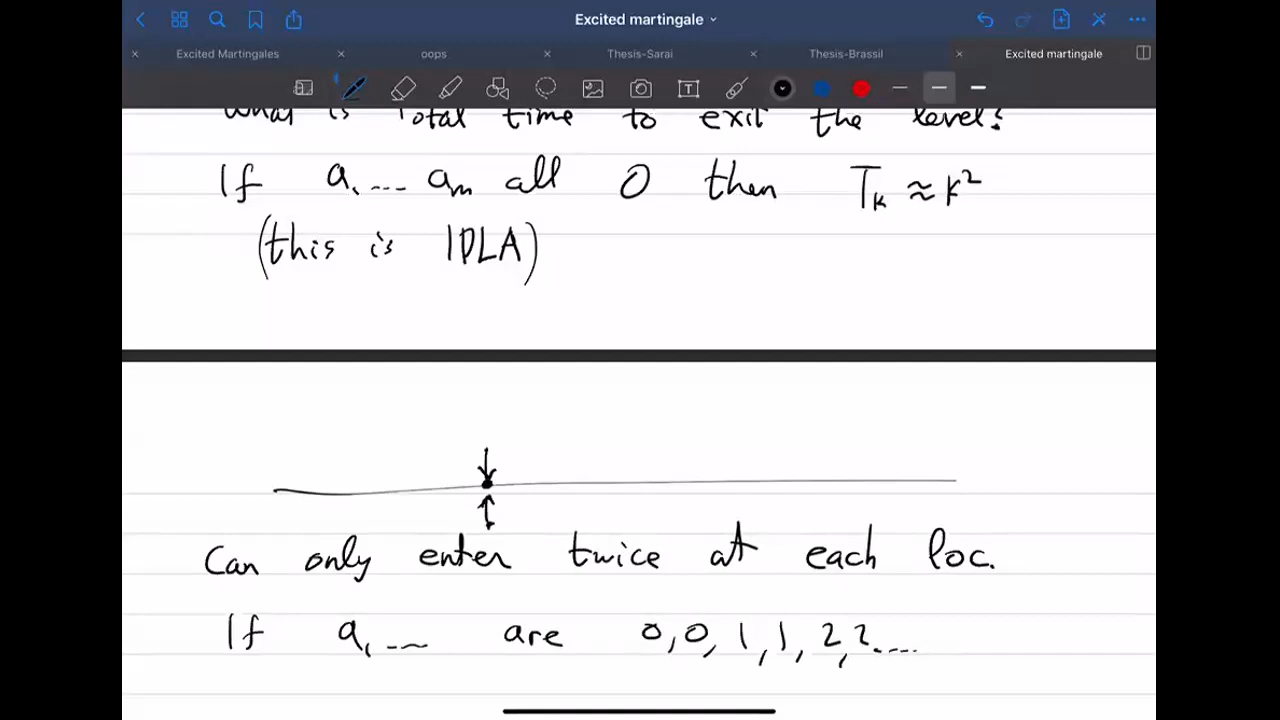 Excited martingale
Excited Martingales
oops
Thesis-Sarai
Thesis-Brassil
Excited martingale
What is Total time to exit the level?
If a₁ --- aₘ all 0 then Tₖ ≈ k²
(this is IDLA)
Can only enter twice at each loc.
If a₁ --- are 0,0,1,1,2,2....